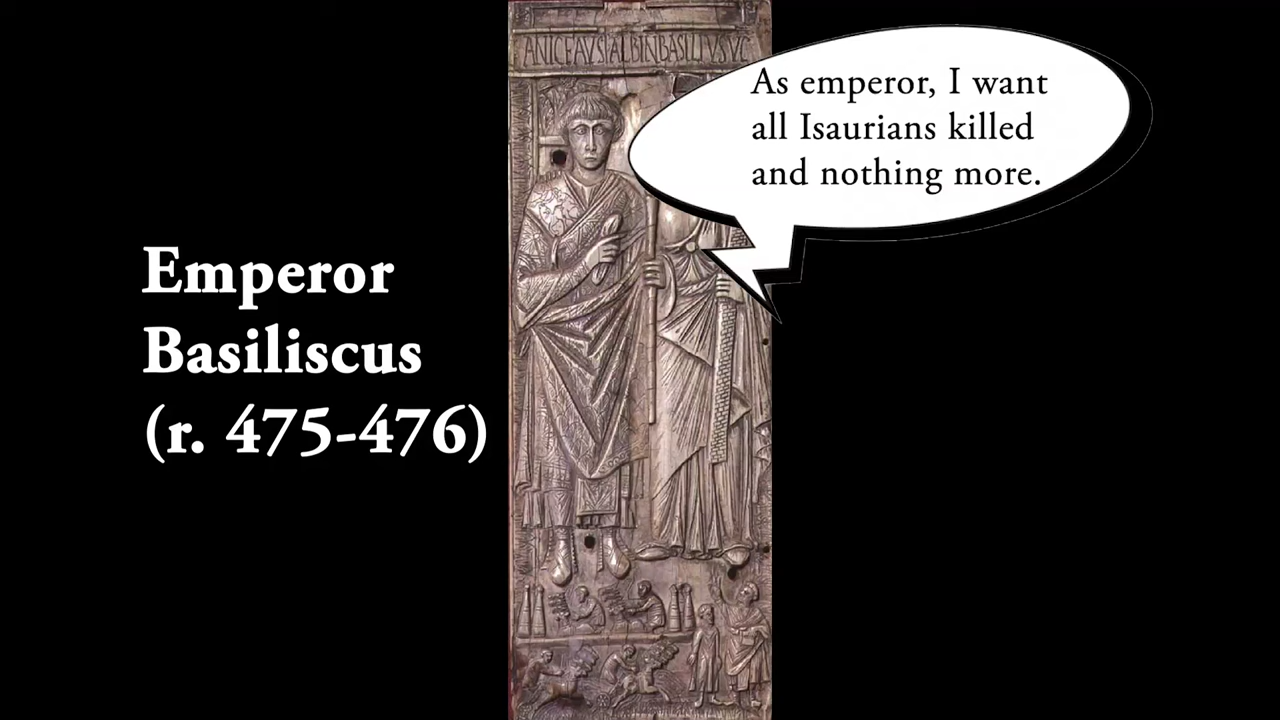 ANICFAVSTALBINBASILIVSVC
As emperor, I want
all Isaurians killed
and nothing more.
Emperor
Basiliscus
(r. 475-476)